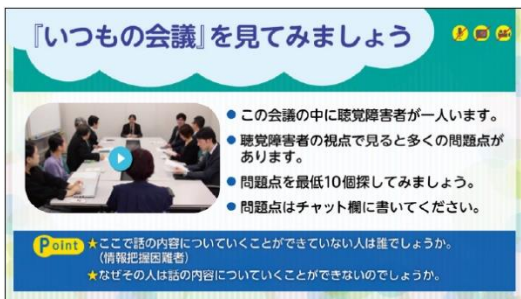 『いつもの会議』を見てみましょう
● この会議の中に聴覚障害者が一人います。
● 聴覚障害者の視点で見ると多くの問題点が
あります。
● 問題点を最低10個探してみましょう。
● 問題点はチャット欄に書いてください。
Point ★ここで話の内容についていくことができていない人は誰でしょうか。
(情報把握困難者)
★なぜその人は話の内容についていくことができないのでしょうか。